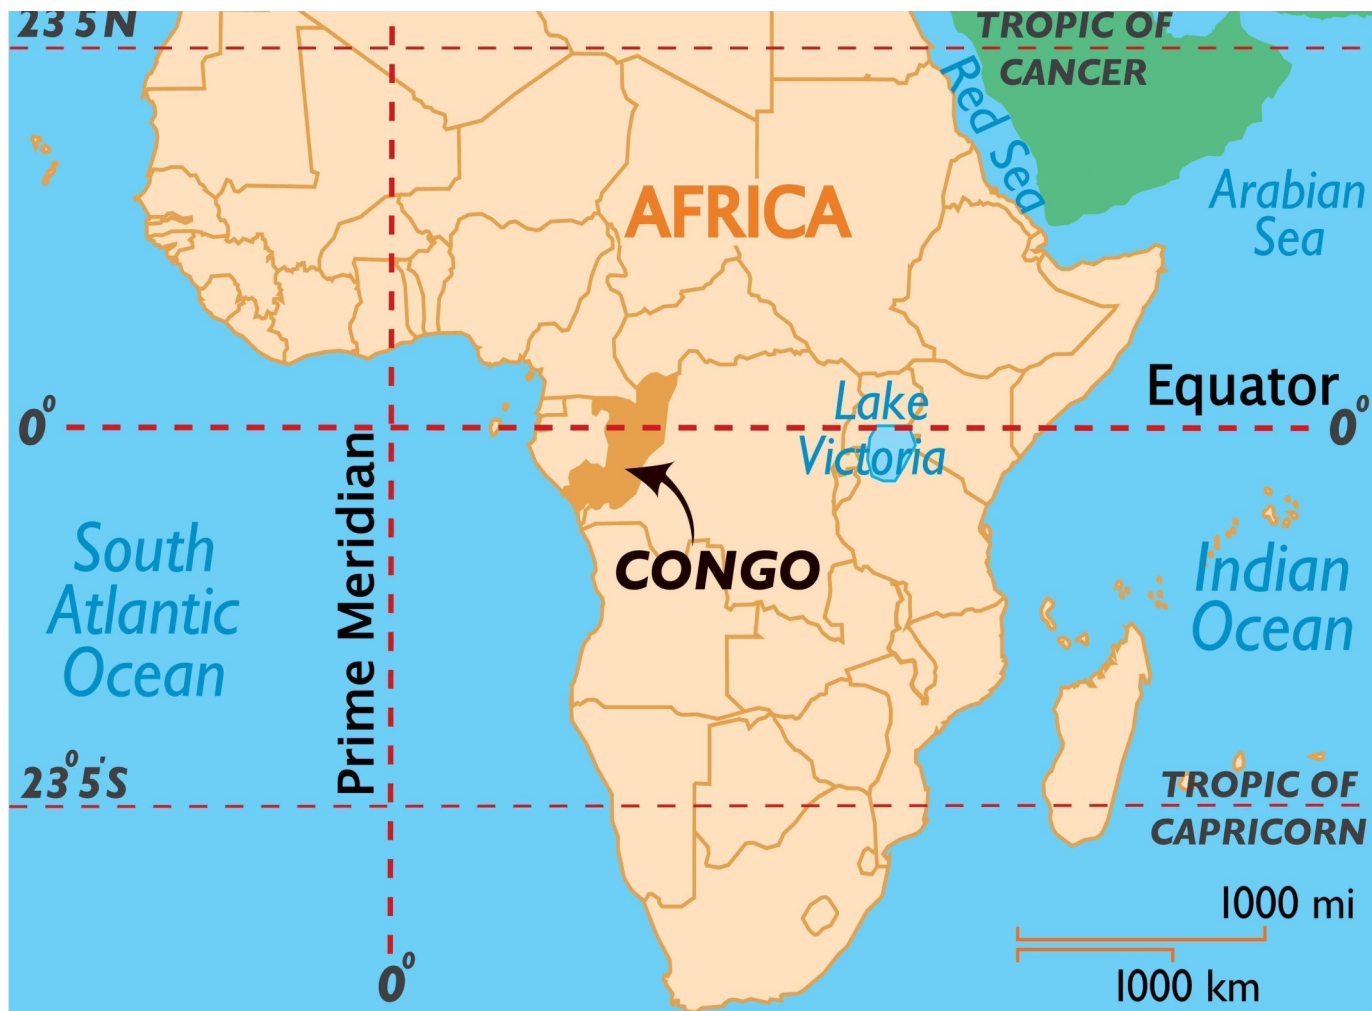 23 5 N
TROPIC OF
CANCER
Red Sea
Arabian
Sea
AFRICA
Equator
0°
0°
Lake
Victoria
Prime Meridian
CONGO
South
Atlantic
Ocean
Indian
Ocean
23°5'S
TROPIC OF
CAPRICORN
1000 mi
1000 km
0°